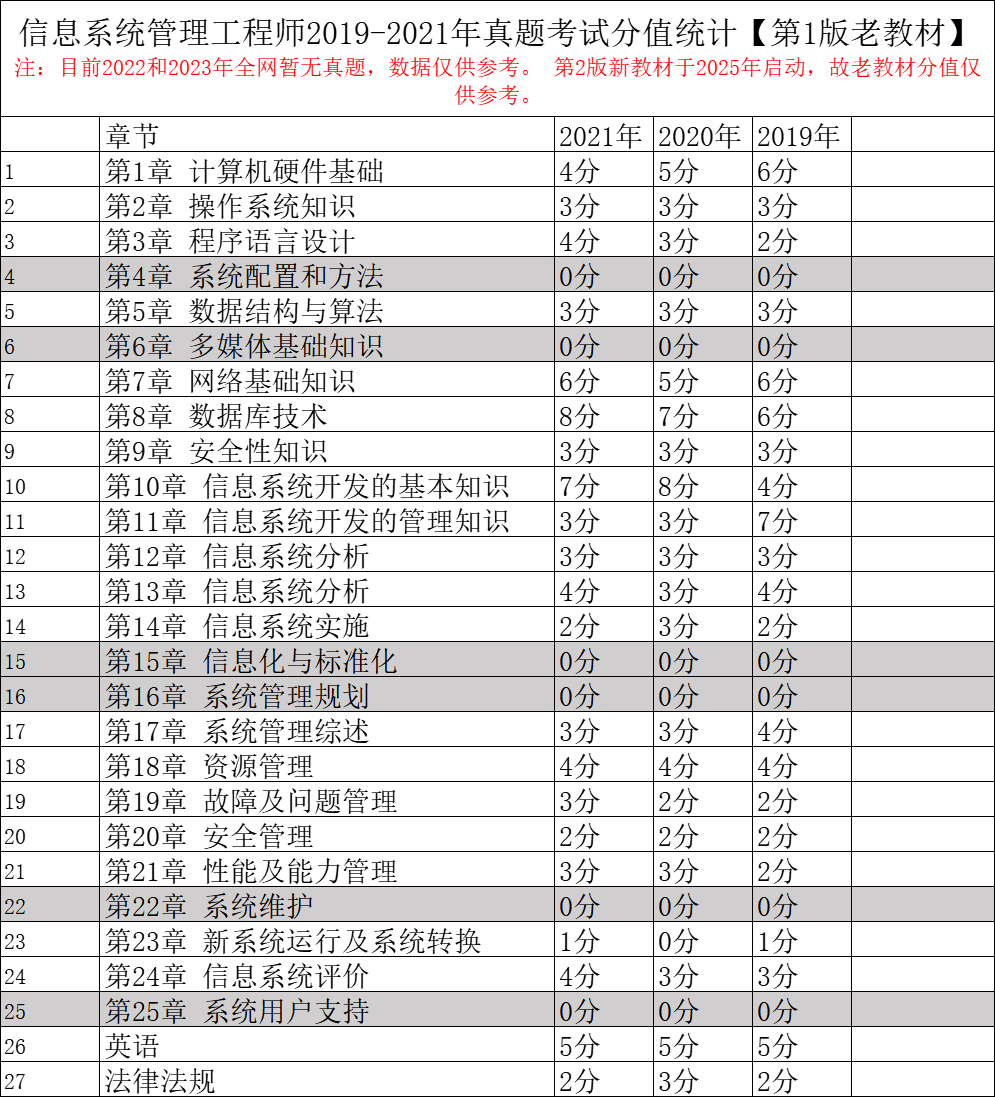 信息系统管理工程师2019-2021年真题考试分值统计【第1版老教材】
注：目前2022和2023年全网暂无真题，数据仅供参考。 第2版新教材于2025年启动，故老教材分值仅
供参考。
章节 2021年 2020年 2019年
1 第1章 计算机硬件基础 4分 5分 6分
2 第2章 操作系统知识 3分 3分 3分
3 第3章 程序语言设计 4分 3分 2分
4 第4章 系统配置和方法 0分 0分 0分
5 第5章 数据结构与算法 3分 3分 3分
6 第6章 多媒体基础知识 0分 0分 0分
7 第7章 网络基础知识 6分 5分 6分
8 第8章 数据库技术 8分 7分 6分
9 第9章 安全性知识 3分 3分 3分
10 第10章 信息系统开发的基本知识 7分 8分 4分
11 第11章 信息系统开发的管理知识 3分 3分 7分
12 第12章 信息系统分析 3分 3分 3分
13 第13章 信息系统分析 4分 3分 4分
14 第14章 信息系统实施 2分 3分 2分
15 第15章 信息化与标准化 0分 0分 0分
16 第16章 系统管理规划 0分 0分 0分
17 第17章 系统管理综述 3分 3分 4分
18 第18章 资源管理 4分 4分 4分
19 第19章 故障及问题管理 3分 2分 2分
20 第20章 安全管理 2分 2分 2分
21 第21章 性能及能力管理 3分 3分 2分
22 第22章 系统维护 0分 0分 0分
23 第23章 新系统运行及系统转换 1分 0分 1分
24 第24章 信息系统评价 4分 3分 3分
25 第25章 系统用户支持 0分 0分 0分
26 英语 5分 5分 5分
27 法律法规 2分 3分 2分